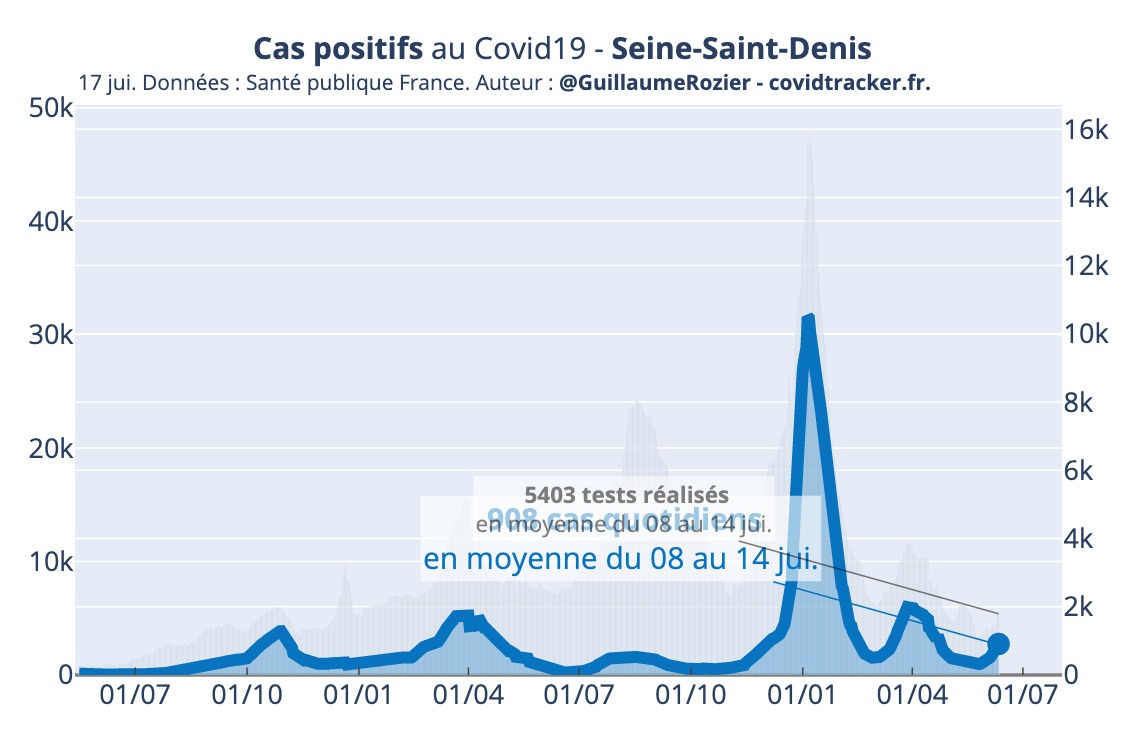 Cas positifs au Covid19 - Seine-Saint-Denis
17 jui. Données : Santé publique France. Auteur : @GuillaumeRozier - covidtracker.fr.
50k
16k
14k
40k
12k
30k
10k
8k
20k
6k
5403 tests réalisés
908 cas quotidiens
en moyenne du 08 au 14 jui.
4k
en moyenne du 08 au 14 jui.
10k
2k
0
0
01/07 01/10 01/01 01/04 01/07 01/10 01/01 01/04 01/07